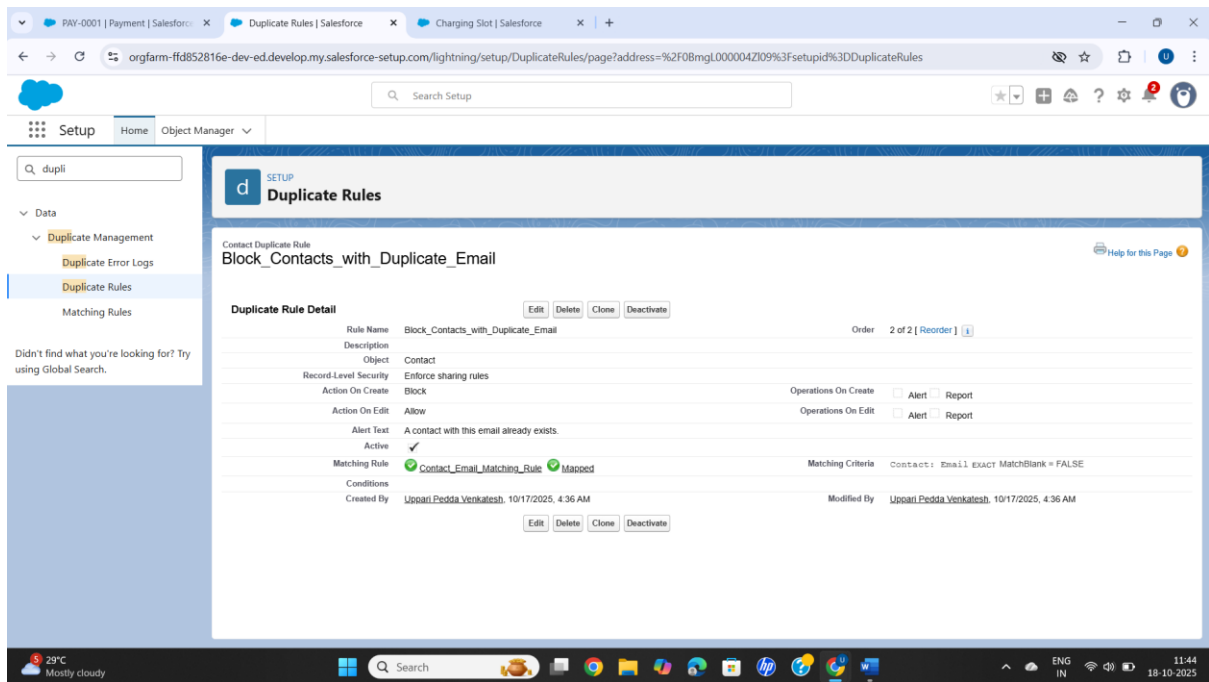 PAY-0001 | Payment | Salesforce
Duplicate Rules | Salesforce
Charging Slot | Salesforce
orgfarm-ffd852816e-dev-ed.develop.my.salesforce-setup.com/lightning/setup/DuplicateRules/page?address=%2F0BmgL000004Zl09%3Fsetupid%3DDuplicateRules
U
Search Setup
2
Setup Home Object Manager
dupli
Data
Duplicate Management
Duplicate Error Logs
Duplicate Rules
Matching Rules
Didn't find what you're looking for? Try
using Global Search.
d
SETUP
Duplicate Rules
Contact Duplicate Rule
Block_Contacts_with_Duplicate_Email
Help for this Page
Duplicate Rule Detail Edit Delete Clone Deactivate
Rule Name Block_Contacts_with_Duplicate_Email Order 2 of 2 [ Reorder ] i
Description
Object Contact
Record-Level Security Enforce sharing rules
Action On Create Block Operations On Create Alert Report
Action On Edit Allow Operations On Edit Alert Report
Alert Text A contact with this email already exists.
Active
Matching Rule Contact_Email_Matching_Rule Mapped Matching Criteria Contact: Email EXACT MatchBlank = FALSE
Conditions
Created By Uppari Pedda Venkatesh, 10/17/2025, 4:36 AM Modified By Uppari Pedda Venkatesh, 10/17/2025, 4:36 AM
Edit Delete Clone Deactivate
5
29°C
Mostly cloudy
Search
hp
U
W
ENG
IN
11:44
18-10-2025